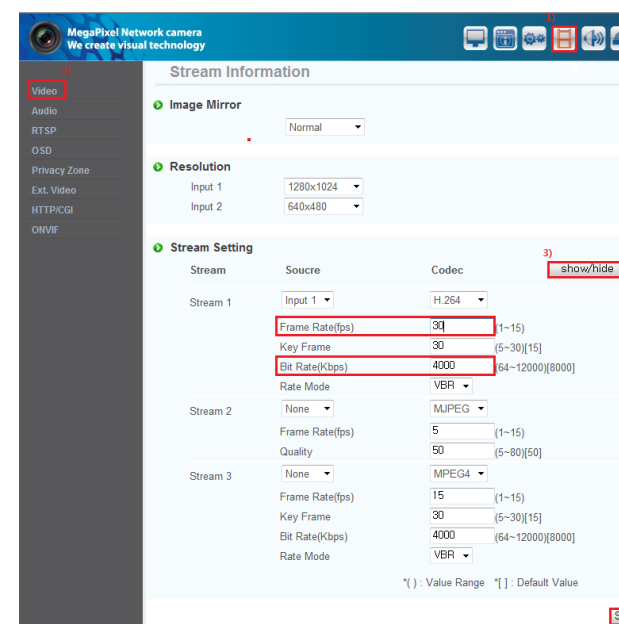 1)
MegaPixel Network camera
We create visual technology
2)
Stream Information
Video
Audio
RTSP
OSD
Privacy Zone
Ext. Video
HTTP/CGI
ONVIF
Image Mirror
Normal
Resolution
Input 1 1280x1024
Input 2 640x480
Stream Setting
3)
Stream Soucre Codec show/hide
Stream 1 Input 1 H.264
Frame Rate(fps) 30 (1~15)
Key Frame 30 (5~30)[15]
Bit Rate(Kbps) 4000 (64~12000)[8000]
Rate Mode VBR
Stream 2 None MJPEG
Frame Rate(fps) 5 (1~15)
Quality 50 (5~80)[50]
Stream 3 None MPEG4
Frame Rate(fps) 15 (1~15)
Key Frame 30 (5~30)[15]
Bit Rate(Kbps) 4000 (64~12000)[8000]
Rate Mode VBR
*( ) : Value Range *[ ] : Default Value